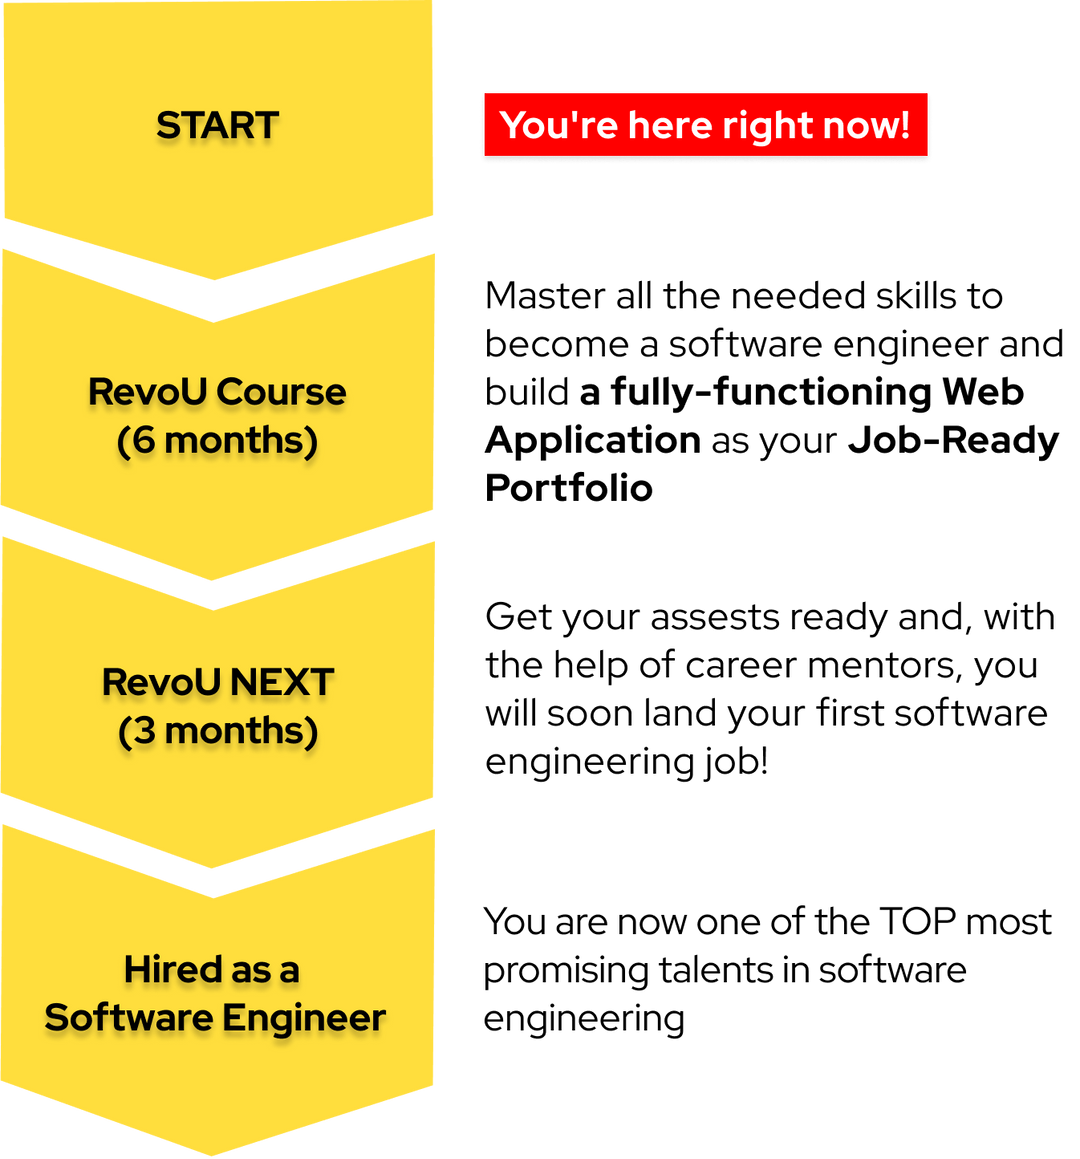 START
You're here right now!
RevoU Course
(6 months)
Master all the needed skills to
become a software engineer and
build a fully-functioning Web
Application as your Job-Ready
Portfolio
RevoU NEXT
(3 months)
Get your assests ready and, with
the help of career mentors, you
will soon land your first software
engineering job!
Hired as a
Software Engineer
You are now one of the TOP most
promising talents in software
engineering